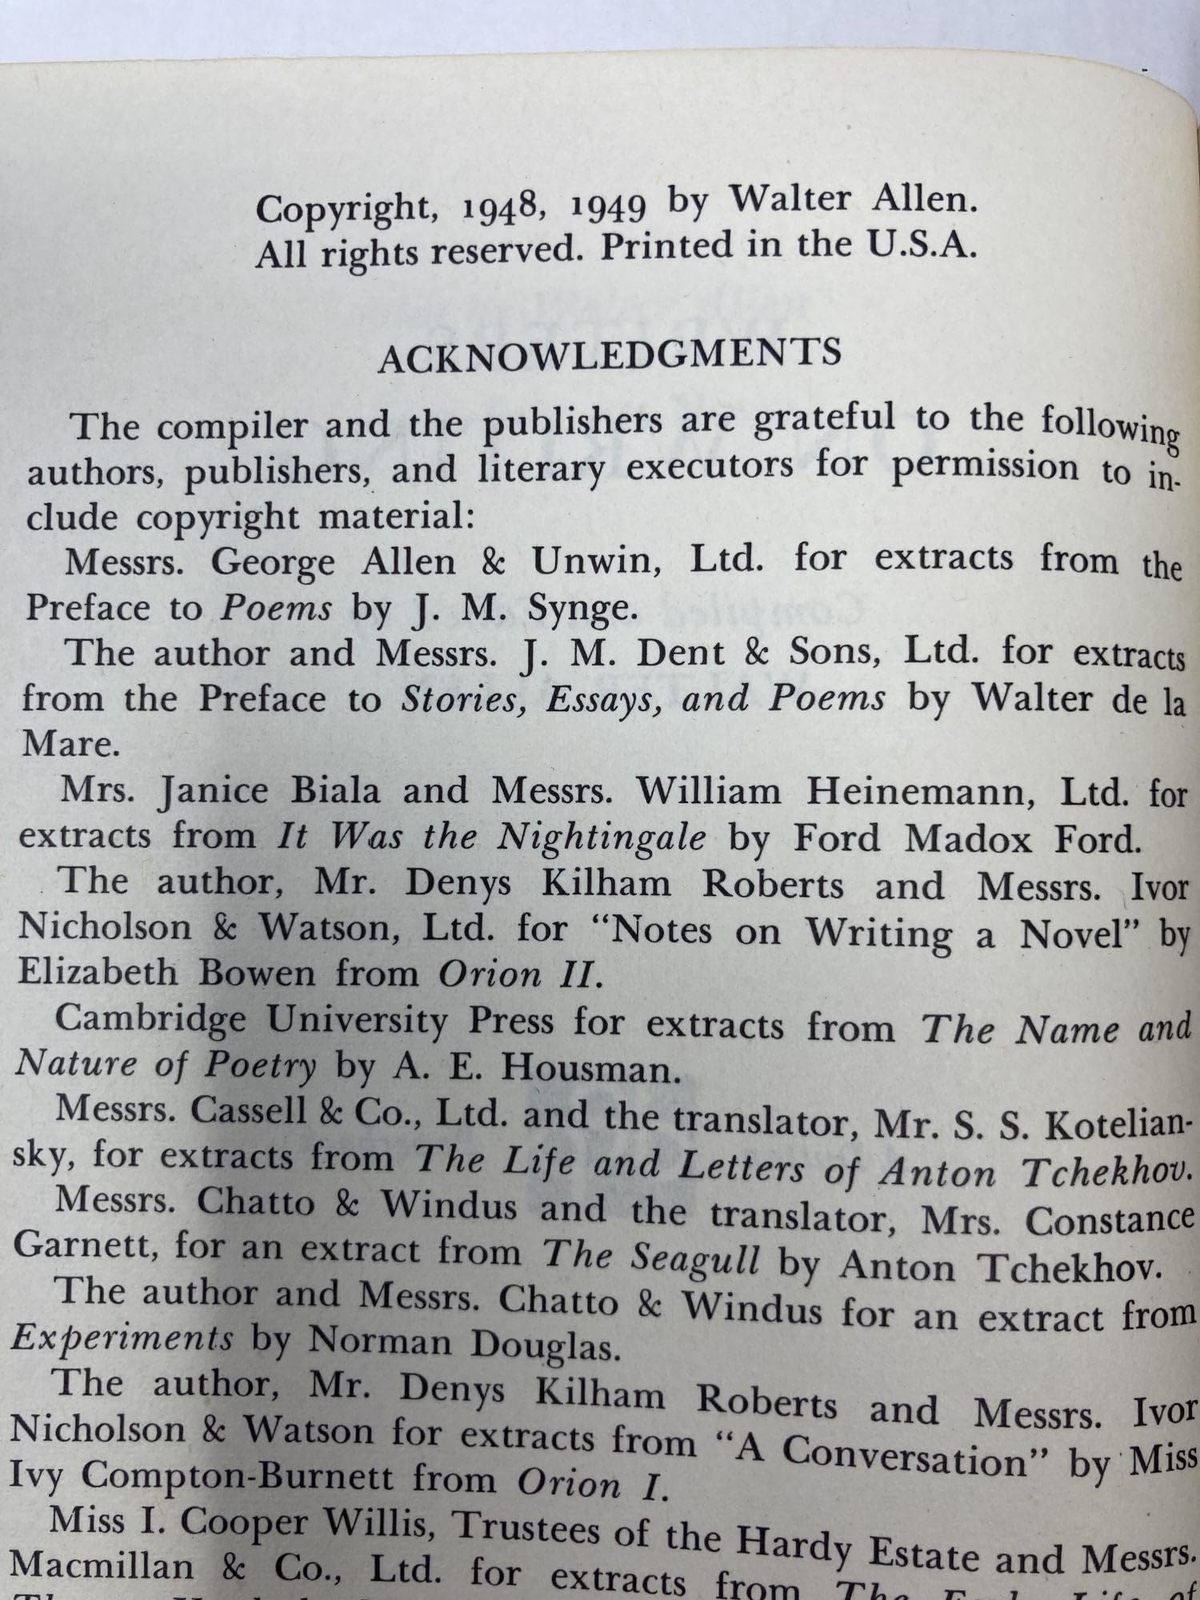 Copyright, 1948, 1949 by Walter Allen.
All rights reserved. Printed in the U.S.A.
ACKNOWLEDGMENTS
The compiler and the publishers are grateful to the following
authors, publishers, and literary executors for permission to in-
clude copyright material:
Messrs. George Allen & Unwin, Ltd. for extracts from the
Preface to Poems by J. M. Synge.
The author and Messrs. J. M. Dent & Sons, Ltd. for extracts
from the Preface to Stories, Essays, and Poems by Walter de la
Mare.
Mrs. Janice Biala and Messrs. William Heinemann, Ltd. for
extracts from It Was the Nightingale by Ford Madox Ford.
The author, Mr. Denys Kilham Roberts and Messrs. Ivor
Nicholson & Watson, Ltd. for “Notes on Writing a Novel” by
Elizabeth Bowen from Orion II.
Cambridge University Press for extracts from The Name and
Nature of Poetry by A. E. Housman.
Messrs. Cassell & Co., Ltd. and the translator, Mr. S. S. Kotelian-
sky, for extracts from The Life and Letters of Anton Tchekhov.
Messrs. Chatto & Windus and the translator, Mrs. Constance
Garnett, for an extract from The Seagull by Anton Tchekhov.
The author and Messrs. Chatto & Windus for an extract from
Experiments by Norman Douglas.
The author, Mr. Denys Kilham Roberts and Messrs. Ivor
Nicholson & Watson for extracts from “A Conversation” by Miss
Ivy Compton-Burnett from Orion I.
Miss I. Cooper Willis, Trustees of the Hardy Estate and Messrs.
Macmillan & Co., Ltd. for extracts from The Early Life of